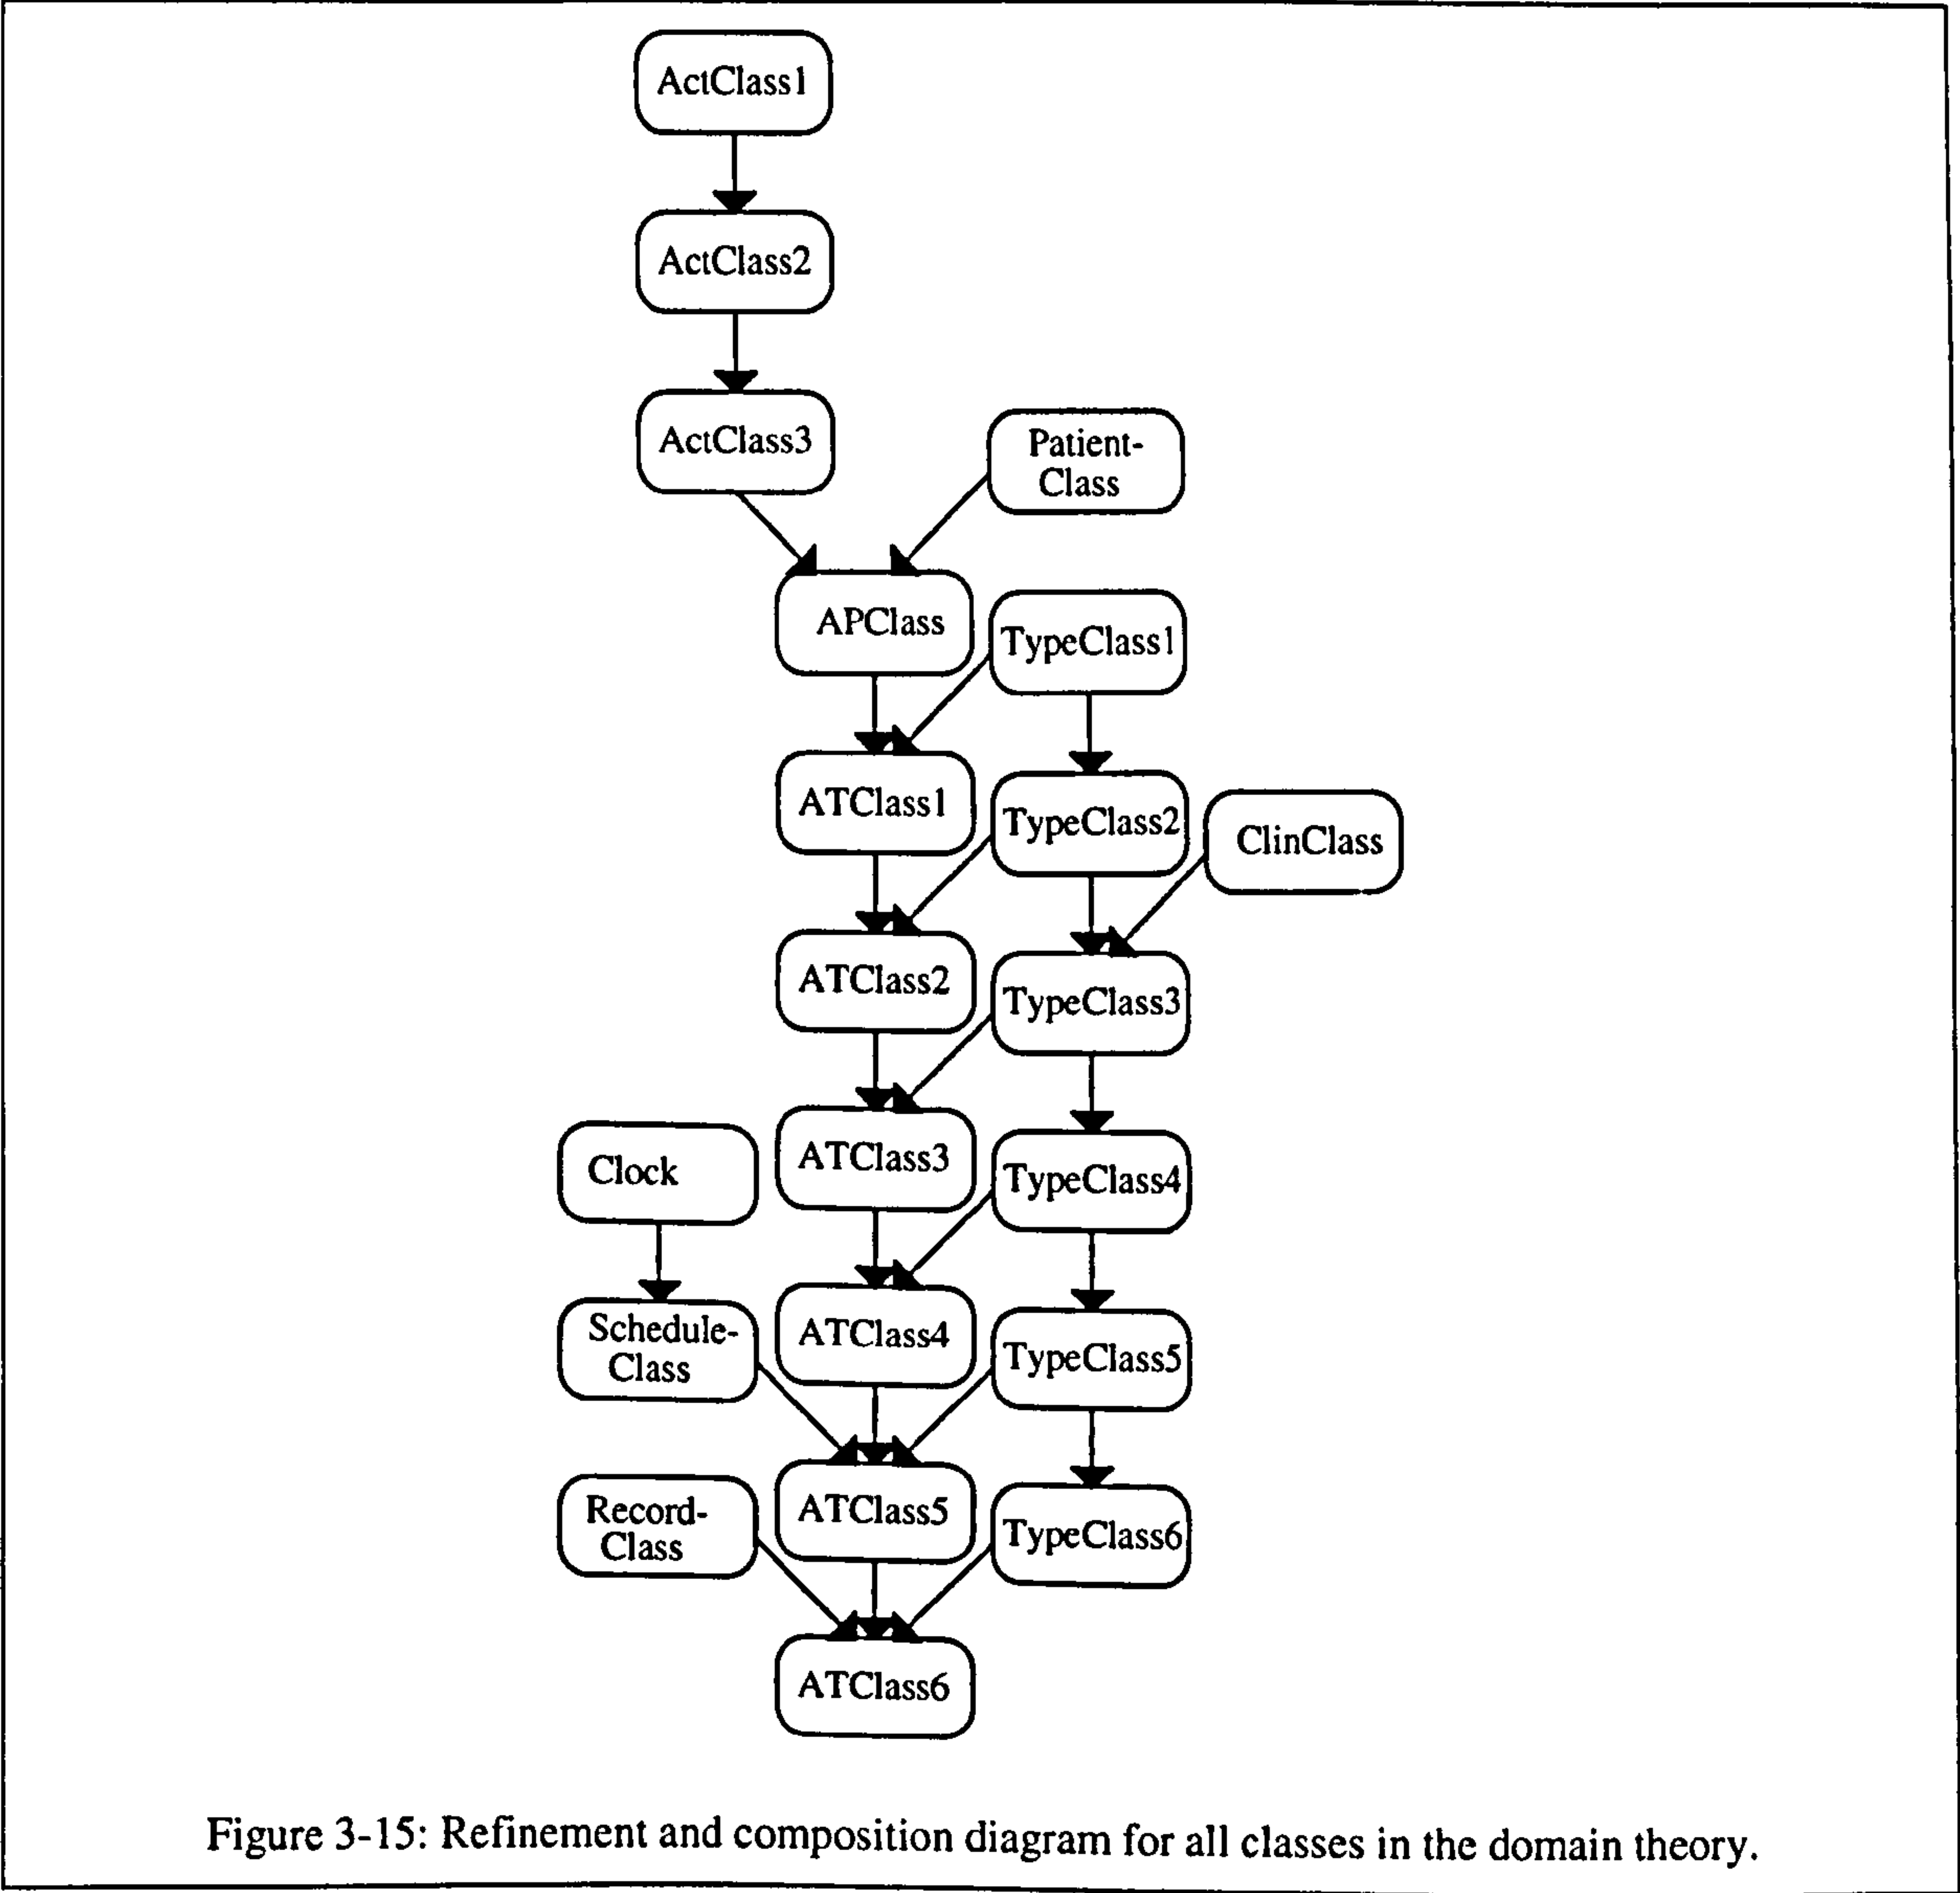 ActClass1
ActClass2
ActClass3
Patient-
Class
APClass
TypeClass1
ATClass1
TypeClass2
ClinClass
ATClass2
TypeClass3
ATClass3
Clock
TypeClass4
Schedule-
Class
ATClass4
TypeClass5
Record-
Class
ATClass5
TypeClass6
ATClass6
Figure 3-15: Refinement and composition diagram for all classes in the domain theory.